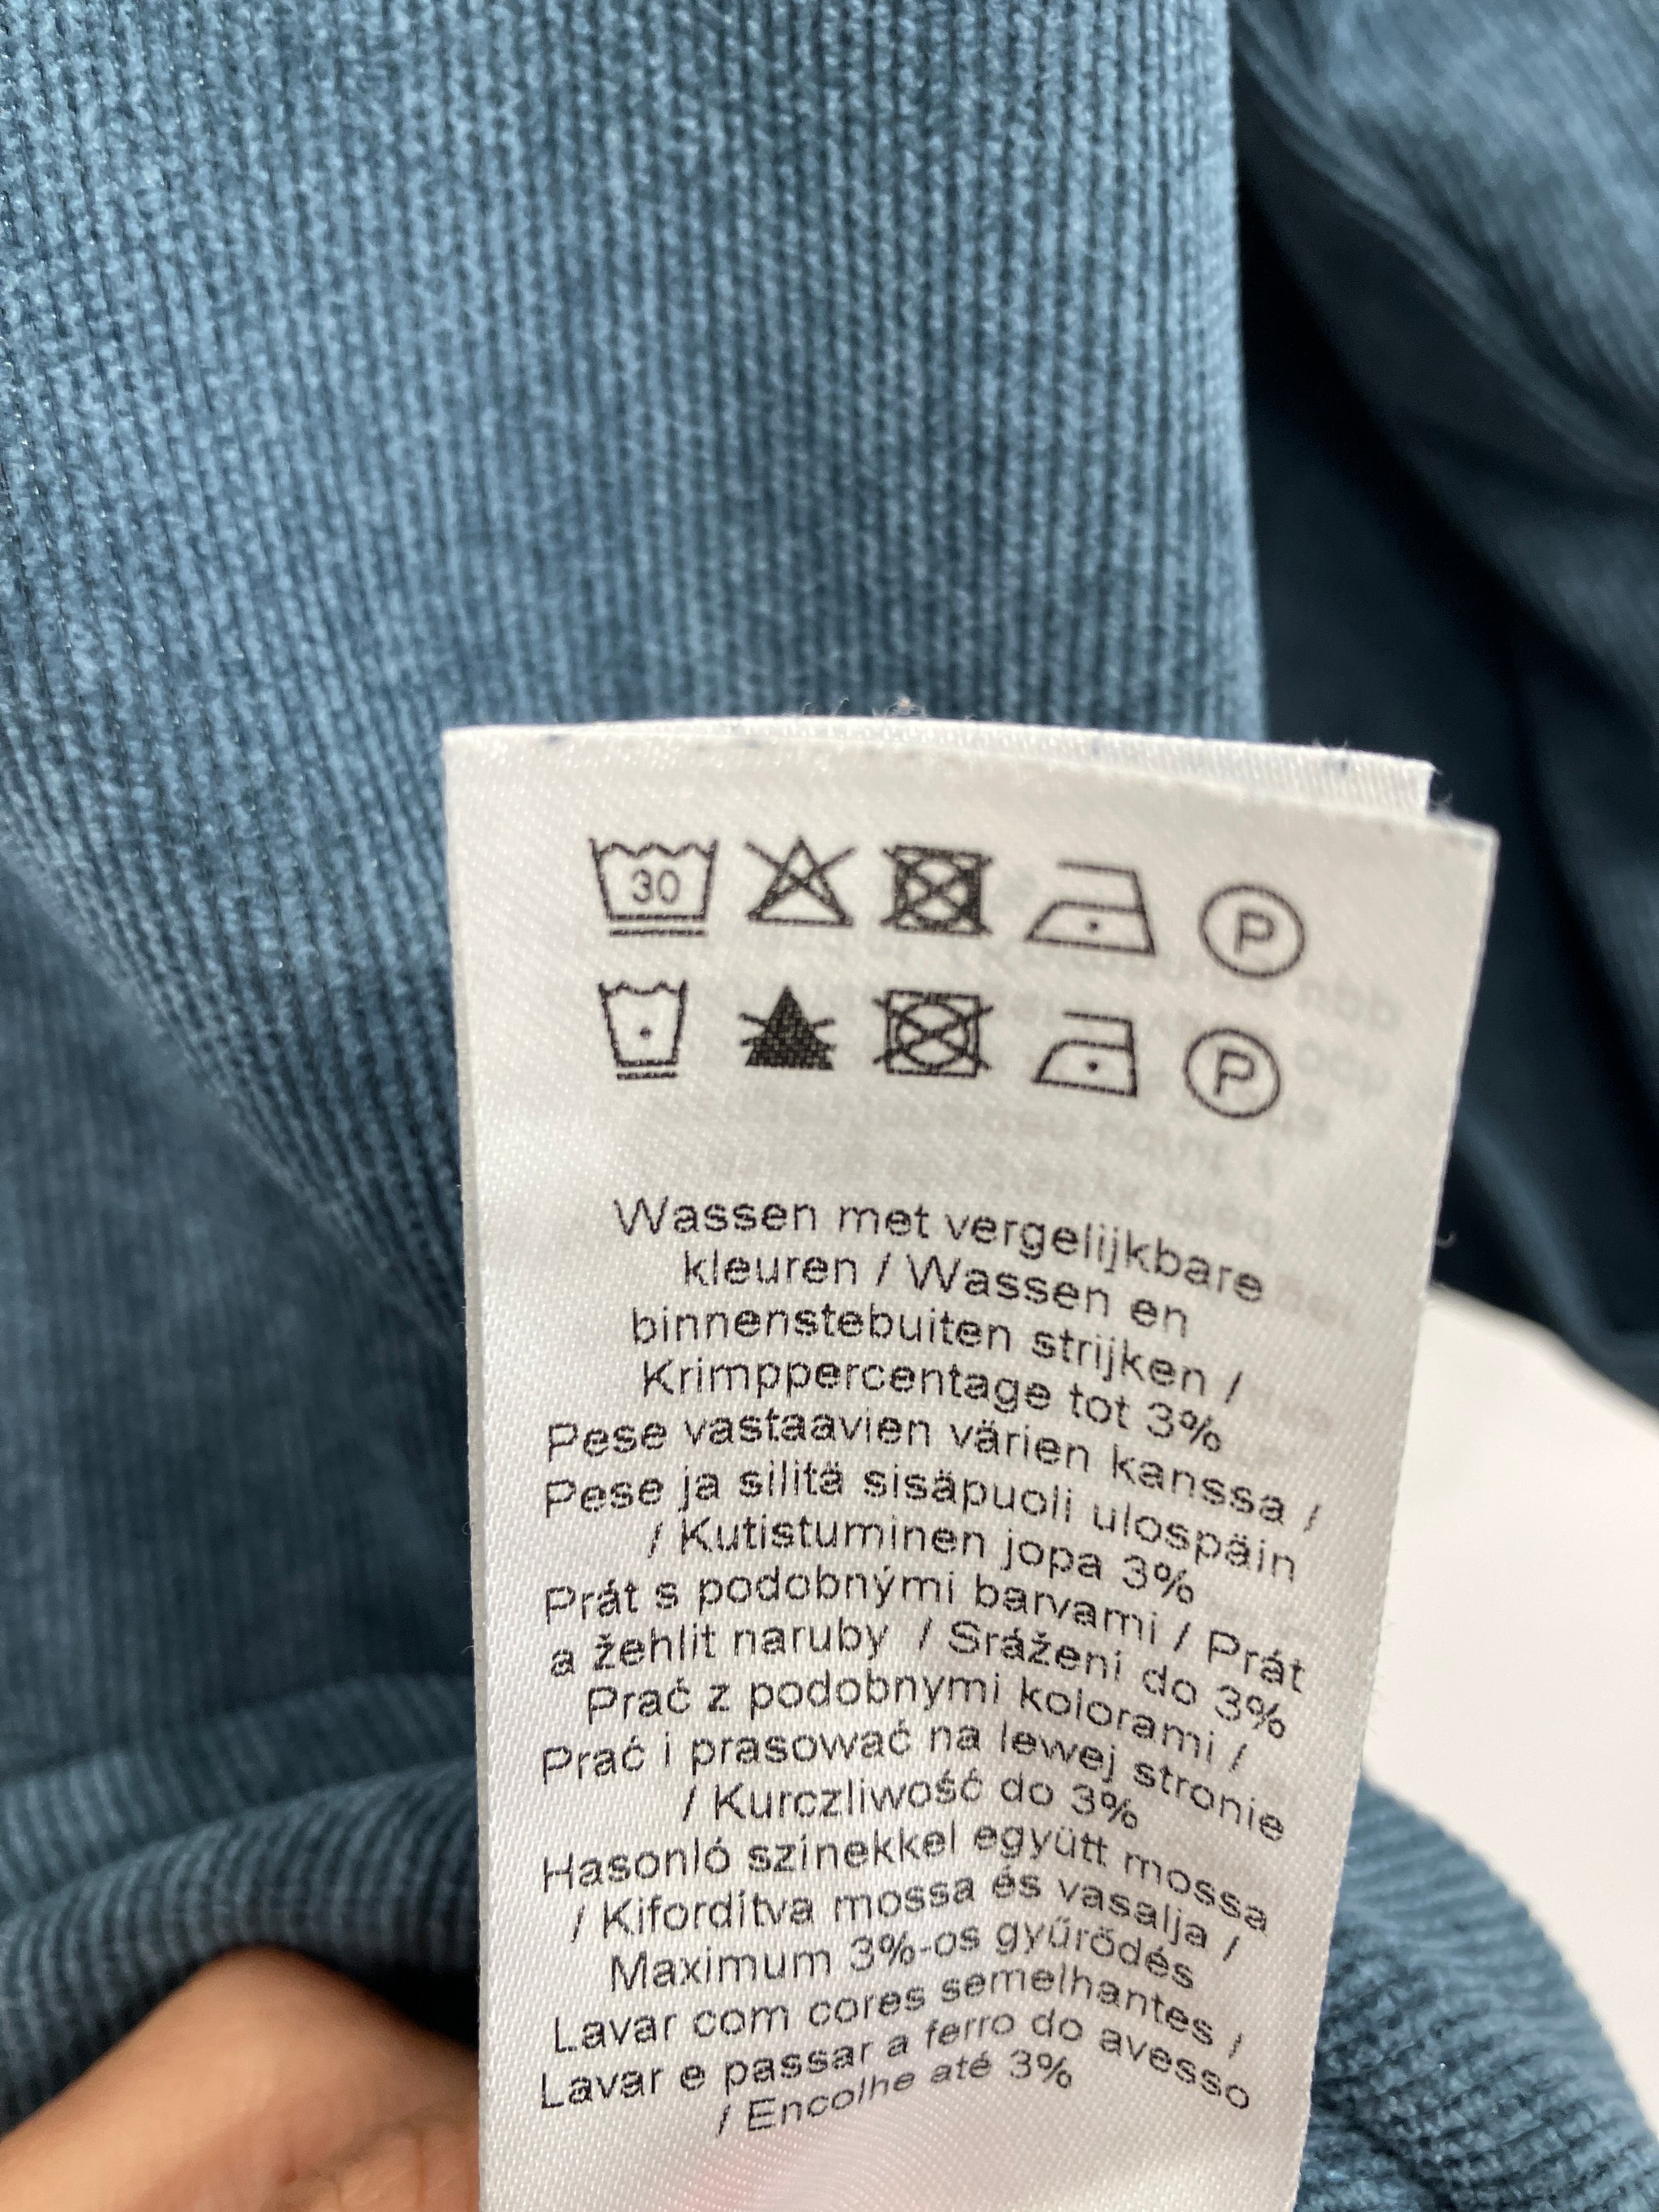 30
P
P
Wassen met vergelijkbare
kleuren / Wassen en
binnenstebuiten strijken /
Krimppercentage tot 3%
Pese vastaavien värien kanssa /
Pese ja silitä sisäpuoli ulospäin
/ Kutistuminen jopa 3%
Prát s podobnými barvami / Prát
a žehlit naruby / Sráženi do 3%
Prać z podobnymi kolorami /
Prać i prasować na lewej stronie
/ Kurczliwość do 3%
Hasonló színekkel együtt mossa
/ Kifordítva mossa és vasalja /
Maximum 3%-os gyűrődés
Lavar com cores semelhantes /
Lavar e passar a ferro do avesso
/ Encolhe até 3%